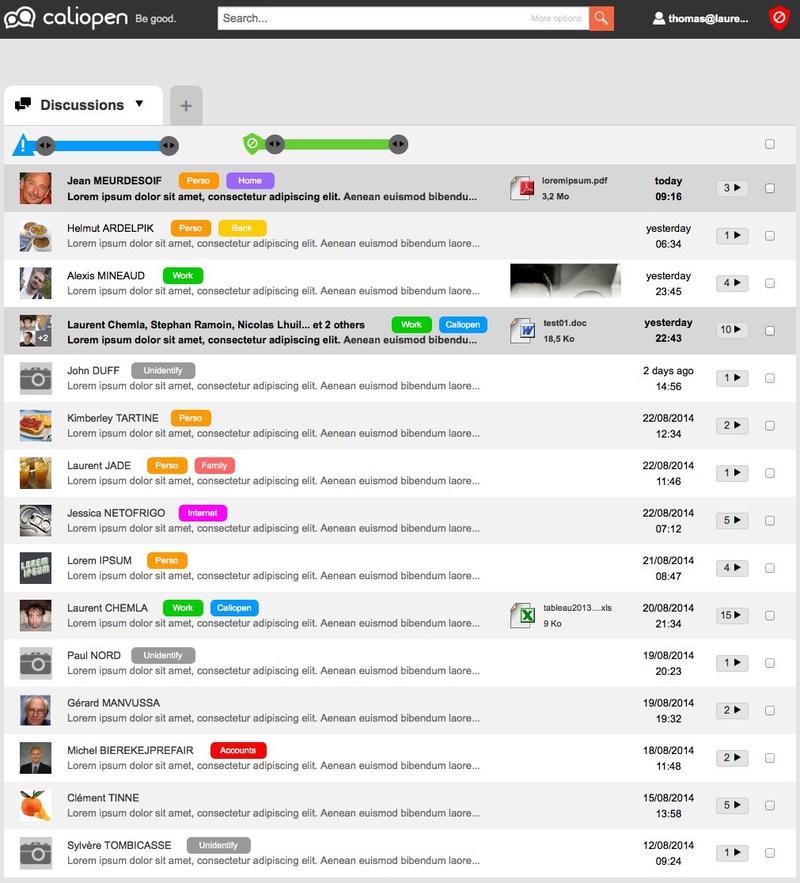 caliopen Be good.
Search... More options
thomas@laure...
Discussions ▼ +
Jean MEURDESOIF Perso Home
Lorem ipsum dolor sit amet, consectetur adipiscing elit. Aenean euismod bibendu...
loremipsum.pdf
3,2 Mo
today
09:16
3 ▶
Helmut ARDELPIK Perso Bank
Lorem ipsum dolor sit amet, consectetur adipiscing elit. Aenean euismod bibendum laore...
yesterday
06:34
1 ▶
Alexis MINEAUD Work
Lorem ipsum dolor sit amet, consectetur adipiscing elit. Aenean euismod bibendum laore...
yesterday
23:45
4 ▶
+2
Laurent Chemla, Stephan Ramoin, Nicolas Lhuil... et 2 others Work Caliopen
Lorem ipsum dolor sit amet, consectetur adipiscing elit. Aenean euismod bibendu...
test01.doc
18,5 Ko
yesterday
22:43
10 ▶
John DUFF Unidentify
Lorem ipsum dolor sit amet, consectetur adipiscing elit. Aenean euismod bibendum laore...
2 days ago
14:56
1 ▶
Kimberley TARTINE Perso
Lorem ipsum dolor sit amet, consectetur adipiscing elit. Aenean euismod bibendum laore...
22/08/2014
12:34
2 ▶
Laurent JADE Perso Family
Lorem ipsum dolor sit amet, consectetur adipiscing elit. Aenean euismod bibendum laore...
22/08/2014
11:46
1 ▶
Jessica NETOFRIGO Internet
Lorem ipsum dolor sit amet, consectetur adipiscing elit. Aenean euismod bibendum laore...
22/08/2014
07:12
5 ▶
LOREM
IPSUM
Lorem IPSUM Perso
Lorem ipsum dolor sit amet, consectetur adipiscing elit. Aenean euismod bibendum laore...
21/08/2014
08:47
4 ▶
Laurent CHEMLA Work Caliopen
Lorem ipsum dolor sit amet, consectetur adipiscing elit. Aenean euismod bibendum laore...
tableau2013....xls
9 Ko
20/08/2014
21:34
15 ▶
Paul NORD Unidentify
Lorem ipsum dolor sit amet, consectetur adipiscing elit. Aenean euismod bibendum laore...
19/08/2014
20:23
1 ▶
Gérard MANVUSSA
Lorem ipsum dolor sit amet, consectetur adipiscing elit. Aenean euismod bibendum laore...
19/08/2014
19:32
2 ▶
Michel BIEREKEJPREFAIR Accounts
Lorem ipsum dolor sit amet, consectetur adipiscing elit. Aenean euismod bibendum laore...
18/08/2014
11:48
2 ▶
Clément TINNE
Lorem ipsum dolor sit amet, consectetur adipiscing elit. Aenean euismod bibendum laore...
15/08/2014
13:58
5 ▶
Sylvère TOMBICASSE Unidentify
Lorem ipsum dolor sit amet, consectetur adipiscing elit. Aenean euismod bibendum laore...
12/08/2014
09:24
1 ▶